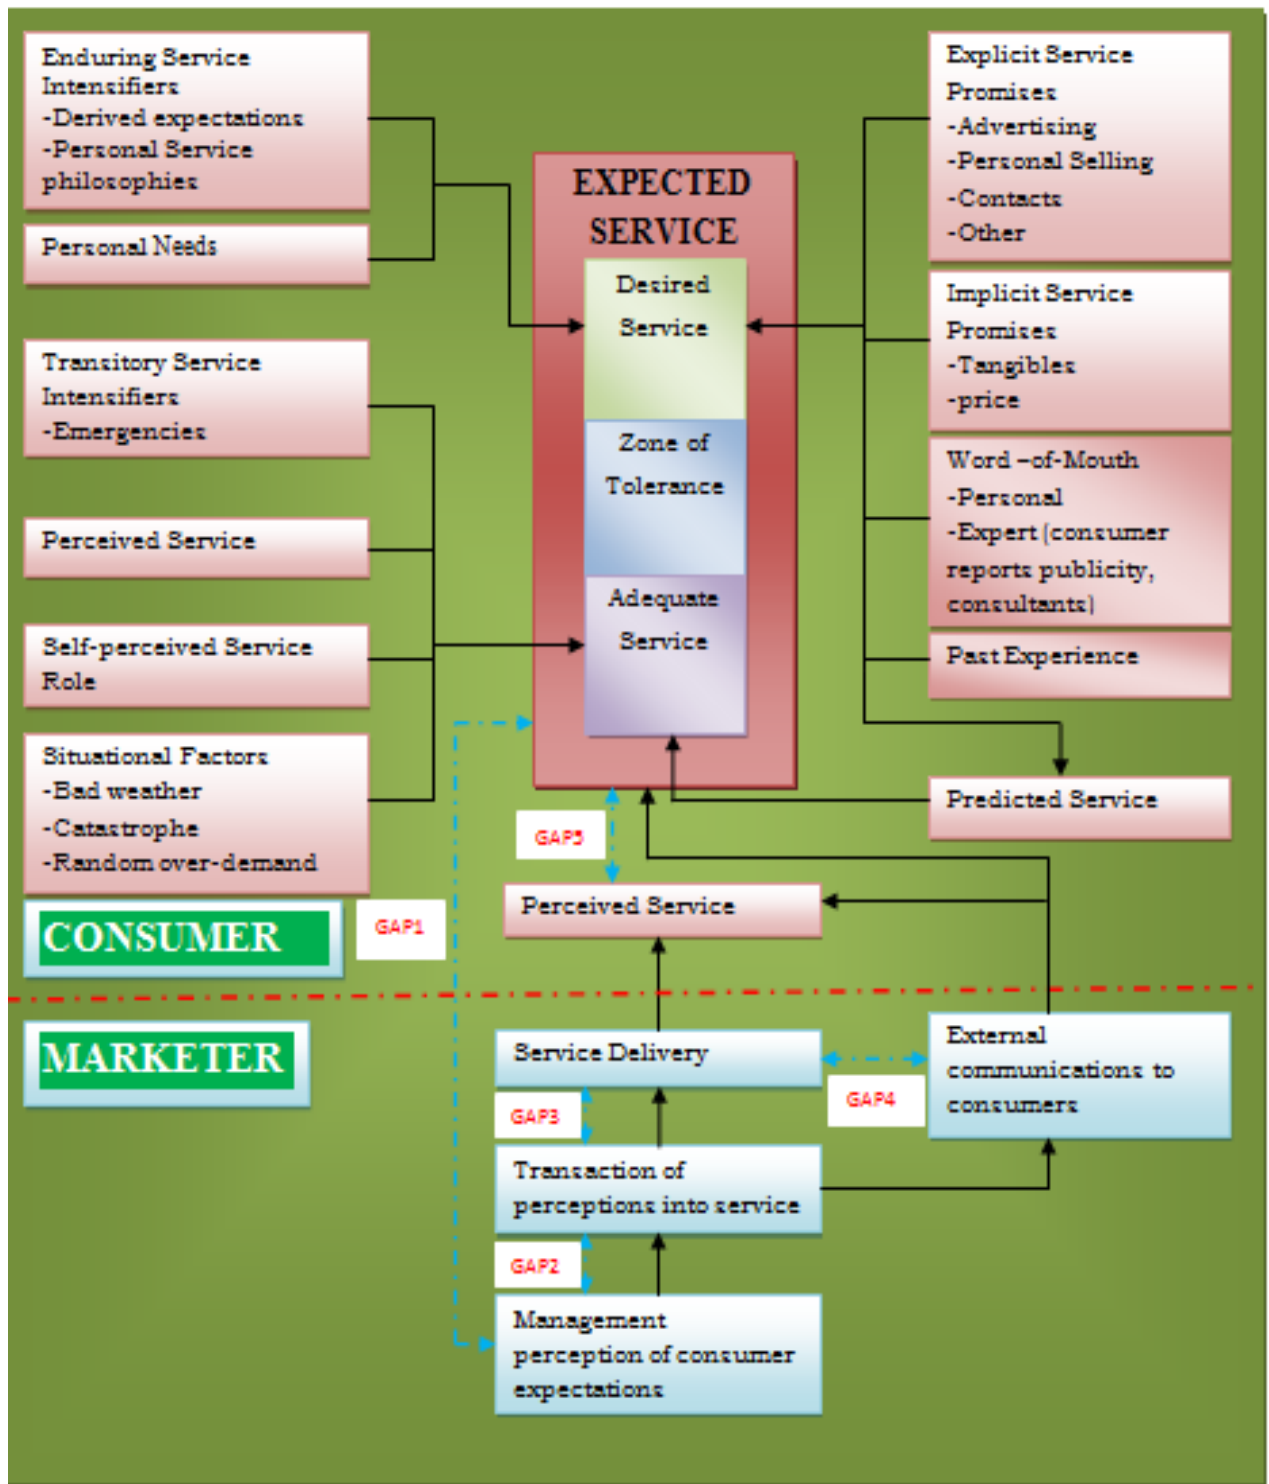 Enduring Service
Intensifiers
-Derived expectations
-Personal Service
philosophies
Personal Needs
Transitory Service
Intensifiers
-Emergencies
Perceived Service
Self-perceived Service
Role
Situational Factors
-Bad weather
-Catastrophe
-Random over-demand
CONSUMER
GAP1
MARKETER
EXPECTED
SERVICE
Desired
Service
Zone of
Tolerance
Adequate
Service
GAP5
Perceived Service
Service Delivery
GAP3
Transaction of
perceptions into service
GAP2
Management
perception of consumer
expectations
Explicit Service
Promises
-Advertising
-Personal Selling
-Contacts
-Other
Implicit Service
Promises
-Tangibles
-price
Word –of-Mouth
-Personal
-Expert (consumer
reports publicity,
consultants)
Past Experience
Predicted Service
External
communications to
consumers
GAP4